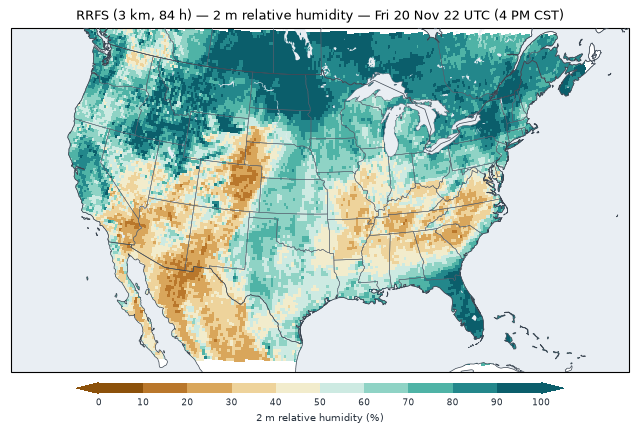 RRFS (3 km, 84 h) — 2 m relative humidity — Fri 20 Nov 22 UTC (4 PM CST)
0 10 20 30 40 50 60 70 80 90 100
2 m relative humidity (%)